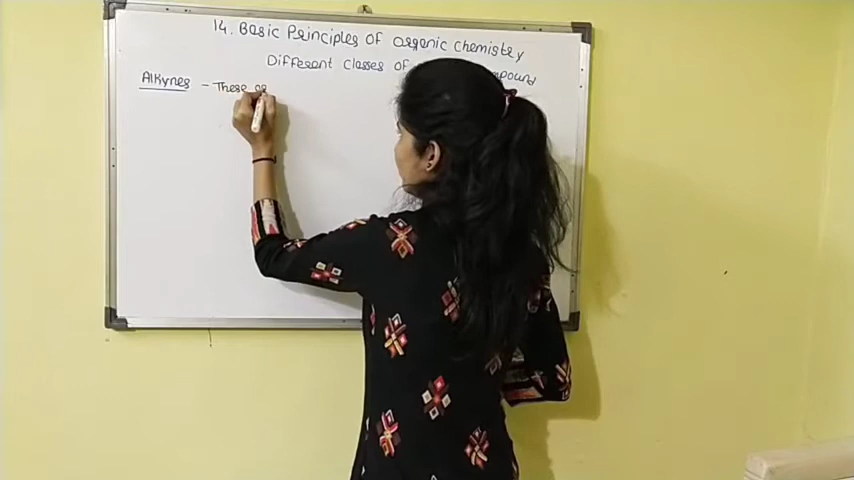 14. Basic Principles of Organic Chemistry
Different Classes of
Alkynes - These